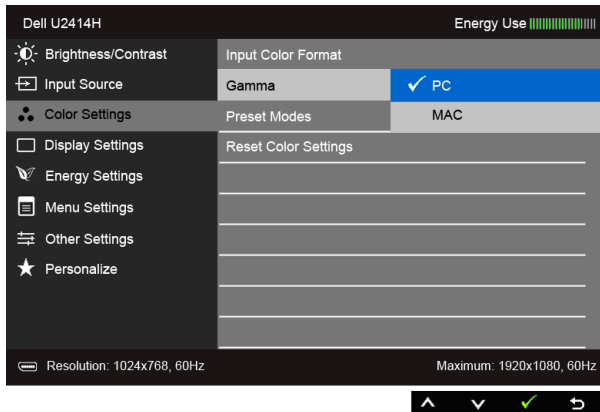 Dell U2414H
Energy Use
Brightness/Contrast
Input Color Format
Input Source
Gamma
PC
Color Settings
Preset Modes
MAC
Display Settings
Reset Color Settings
Energy Settings
Menu Settings
Other Settings
Personalize
Resolution: 1024x768, 60Hz
Maximum: 1920x1080, 60Hz